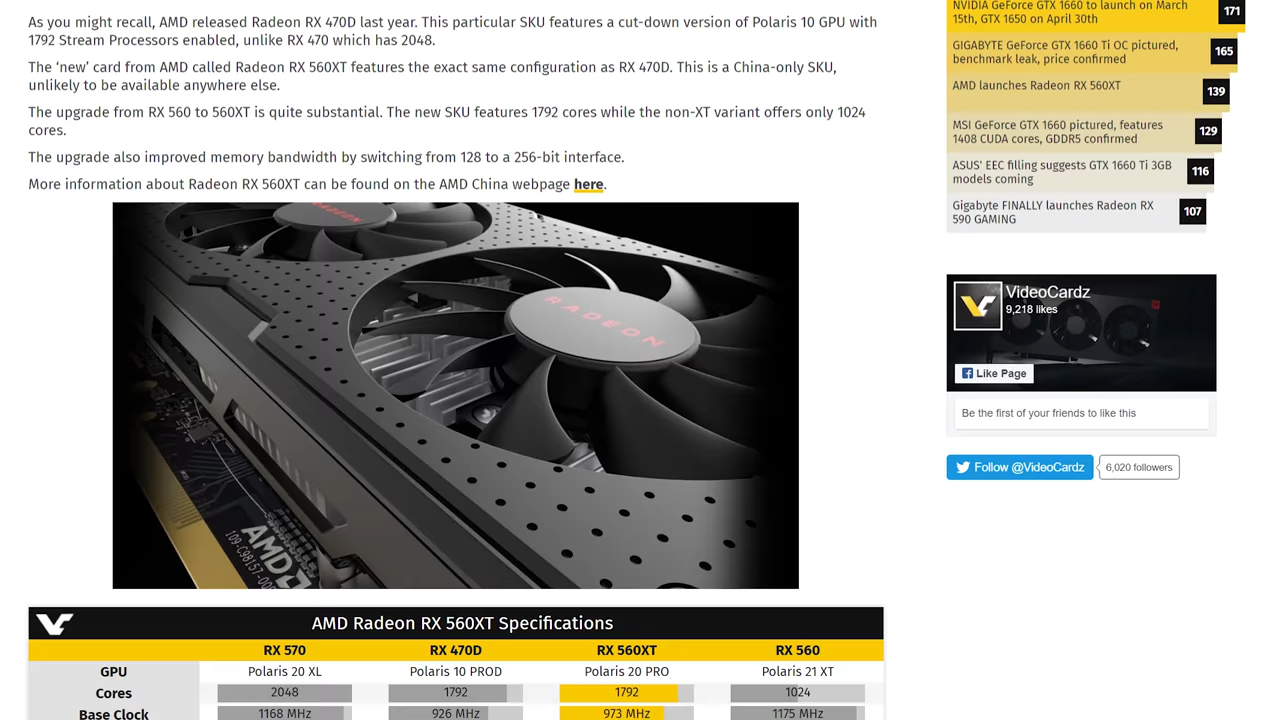 As you might recall, AMD released Radeon RX 470D last year. This particular SKU features a cut-down version of Polaris 10 GPU with
1792 Stream Processors enabled, unlike RX 470 which has 2048.
The ‘new’ card from AMD called Radeon RX 560XT features the exact same configuration as RX 470D. This is a China-only SKU,
unlikely to be available anywhere else.
The upgrade from RX 560 to 560XT is quite substantial. The new SKU features 1792 cores while the non-XT variant offers only 1024
cores.
The upgrade also improved memory bandwidth by switching from 128 to a 256-bit interface.
More information about Radeon RX 560XT can be found on the AMD China webpage here.
RADEON
RADEON
AMD
109-C98157-00
AMD Radeon RX 560XT Specifications
RX 570 RX 470D RX 560XT RX 560
GPU Polaris 20 XL Polaris 10 PROD Polaris 20 PRO Polaris 21 XT
Cores 2048 1792 1792 1024
Base Clock 1168 MHz 926 MHz 973 MHz 1175 MHz
NVIDIA GeForce GTX 1660 to launch on March
15th, GTX 1650 on April 30th
171
GIGABYTE GeForce GTX 1660 Ti OC pictured,
benchmark leak, price confirmed
165
AMD launches Radeon RX 560XT
139
MSI GeForce GTX 1660 pictured, features
1408 CUDA cores, GDDR5 confirmed
129
ASUS' EEC filling suggests GTX 1660 Ti 3GB
models coming
116
Gigabyte FINALLY launches Radeon RX
590 GAMING
107
VideoCardz
9,218 likes
Like Page
Be the first of your friends to like this
Follow @VideoCardz
6,020 followers